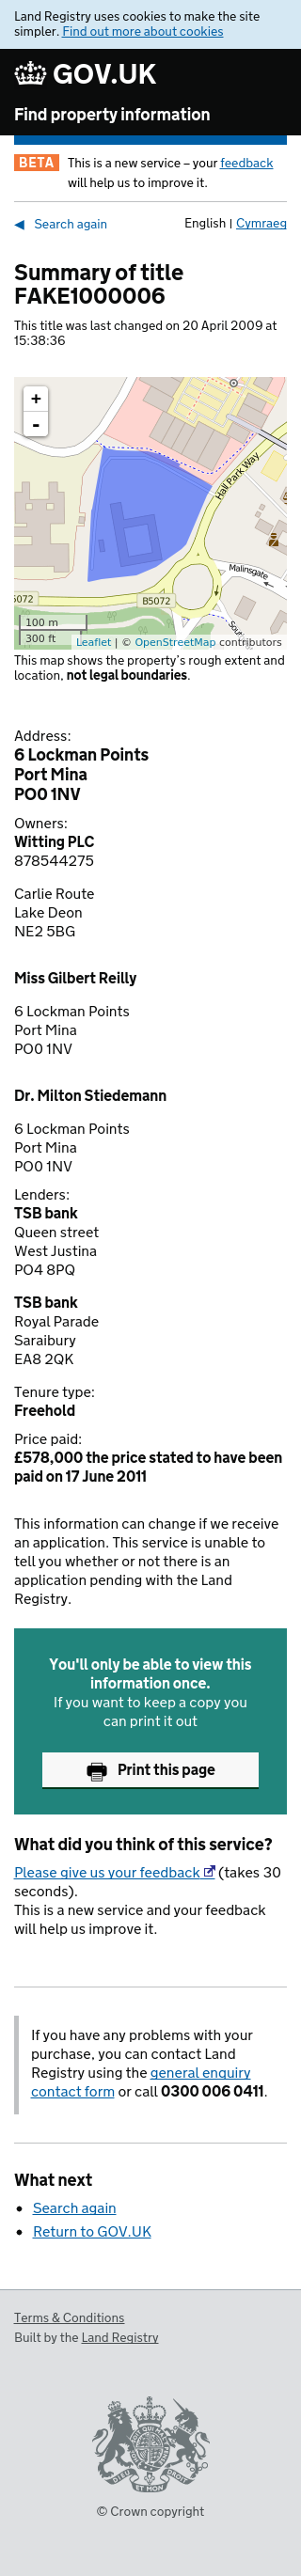 Land Registry uses cookies to make the site
simpler. Find out more about cookies
GOV.UK
Find property information
BETA This is a new service – your feedback
will help us to improve it.
◀ Search again English | Cymraeg
Summary of title
FAKE1000006
This title was last changed on 20 April 2009 at
15:38:36
+
-
Hall Park Way
Malinsgate
5072
B5072
Sou
100 m
300 ft
Leaflet | © OpenStreetMap contributors
This map shows the property's rough extent and
location, not legal boundaries.
Address:
6 Lockman Points
Port Mina
PO0 1NV
Owners:
Witting PLC
878544275
Carlie Route
Lake Deon
NE2 5BG
Miss Gilbert Reilly
6 Lockman Points
Port Mina
PO0 1NV
Dr. Milton Stiedemann
6 Lockman Points
Port Mina
PO0 1NV
Lenders:
TSB bank
Queen street
West Justina
PO4 8PQ
TSB bank
Royal Parade
Saraibury
EA8 2QK
Tenure type:
Freehold
Price paid:
£578,000 the price stated to have been
paid on 17 June 2011
This information can change if we receive
an application. This service is unable to
tell you whether or not there is an
application pending with the Land
Registry.
You'll only be able to view this
information once.
If you want to keep a copy you
can print it out
Print this page
What did you think of this service?
Please give us your feedback (takes 30
seconds).
This is a new service and your feedback
will help us improve it.
If you have any problems with your
purchase, you can contact Land
Registry using the general enquiry
contact form or call 0300 006 0411.
What next
• Search again
• Return to GOV.UK
Terms & Conditions
Built by the Land Registry
© Crown copyright